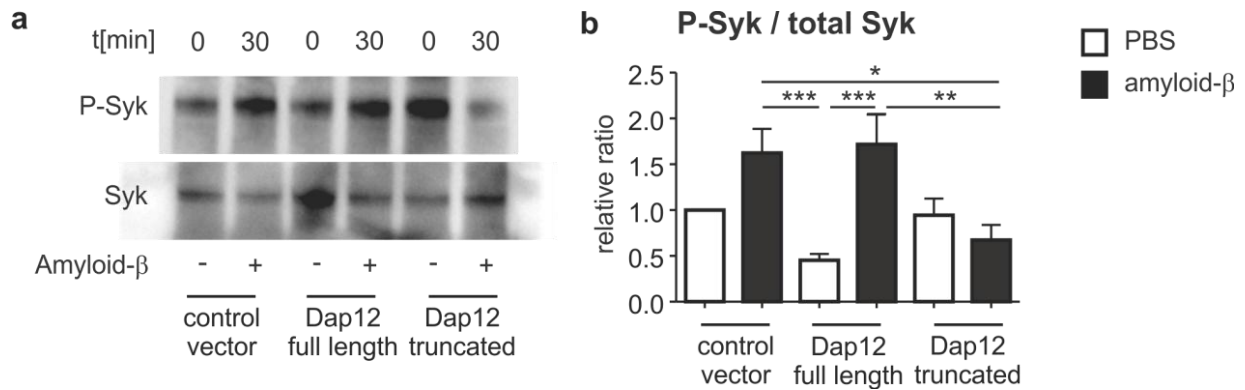 a
t[min] 0 30 0 30 0 30
P-Syk
Syk
Amyloid-β - + - + - +
control vector
Dap12 full length
Dap12 truncated
b P-Syk / total Syk
PBS
amyloid-β
relative ratio
2.5
2.0
1.5
1.0
0.5
0.0
*
*** *** **
control vector
Dap12 full length
Dap12 truncated